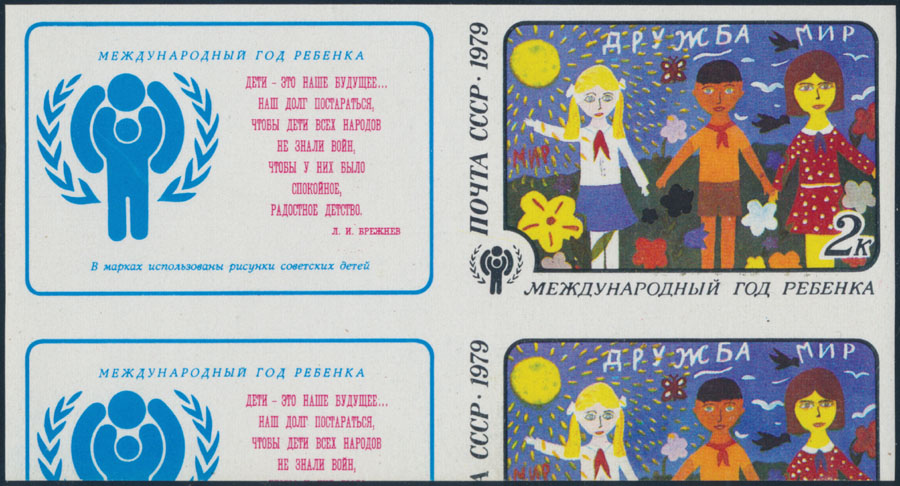 МЕЖДУНАРОДНЫЙ ГОД РЕБЕНКА
ДЕТИ – ЭТО НАШЕ БУДУЩЕЕ...
НАШ ДОЛГ ПОСТАРАТЬСЯ,
ЧТОБЫ ДЕТИ ВСЕХ НАРОДОВ
НЕ ЗНАЛИ ВОЙН,
ЧТОБЫ У НИХ БЫЛО
СПОКОЙНОЕ,
РАДОСТНОЕ ДЕТСТВО.
Л. И. БРЕЖНЕВ
В марках использованы рисунки советских детей
ПОЧТА СССР · 1979
ДРУЖБА МИР
МИР
2к
МЕЖДУНАРОДНЫЙ ГОД РЕБЕНКА
МЕЖДУНАРОДНЫЙ ГОД РЕБЕНКА
ДЕТИ – ЭТО НАШЕ БУДУЩЕЕ...
НАШ ДОЛГ ПОСТАРАТЬСЯ,
ЧТОБЫ ДЕТИ ВСЕХ НАРОДОВ
НЕ ЗНАЛИ ВОЙН,
А СССР · 1979
ДРУЖБА МИР
МИР